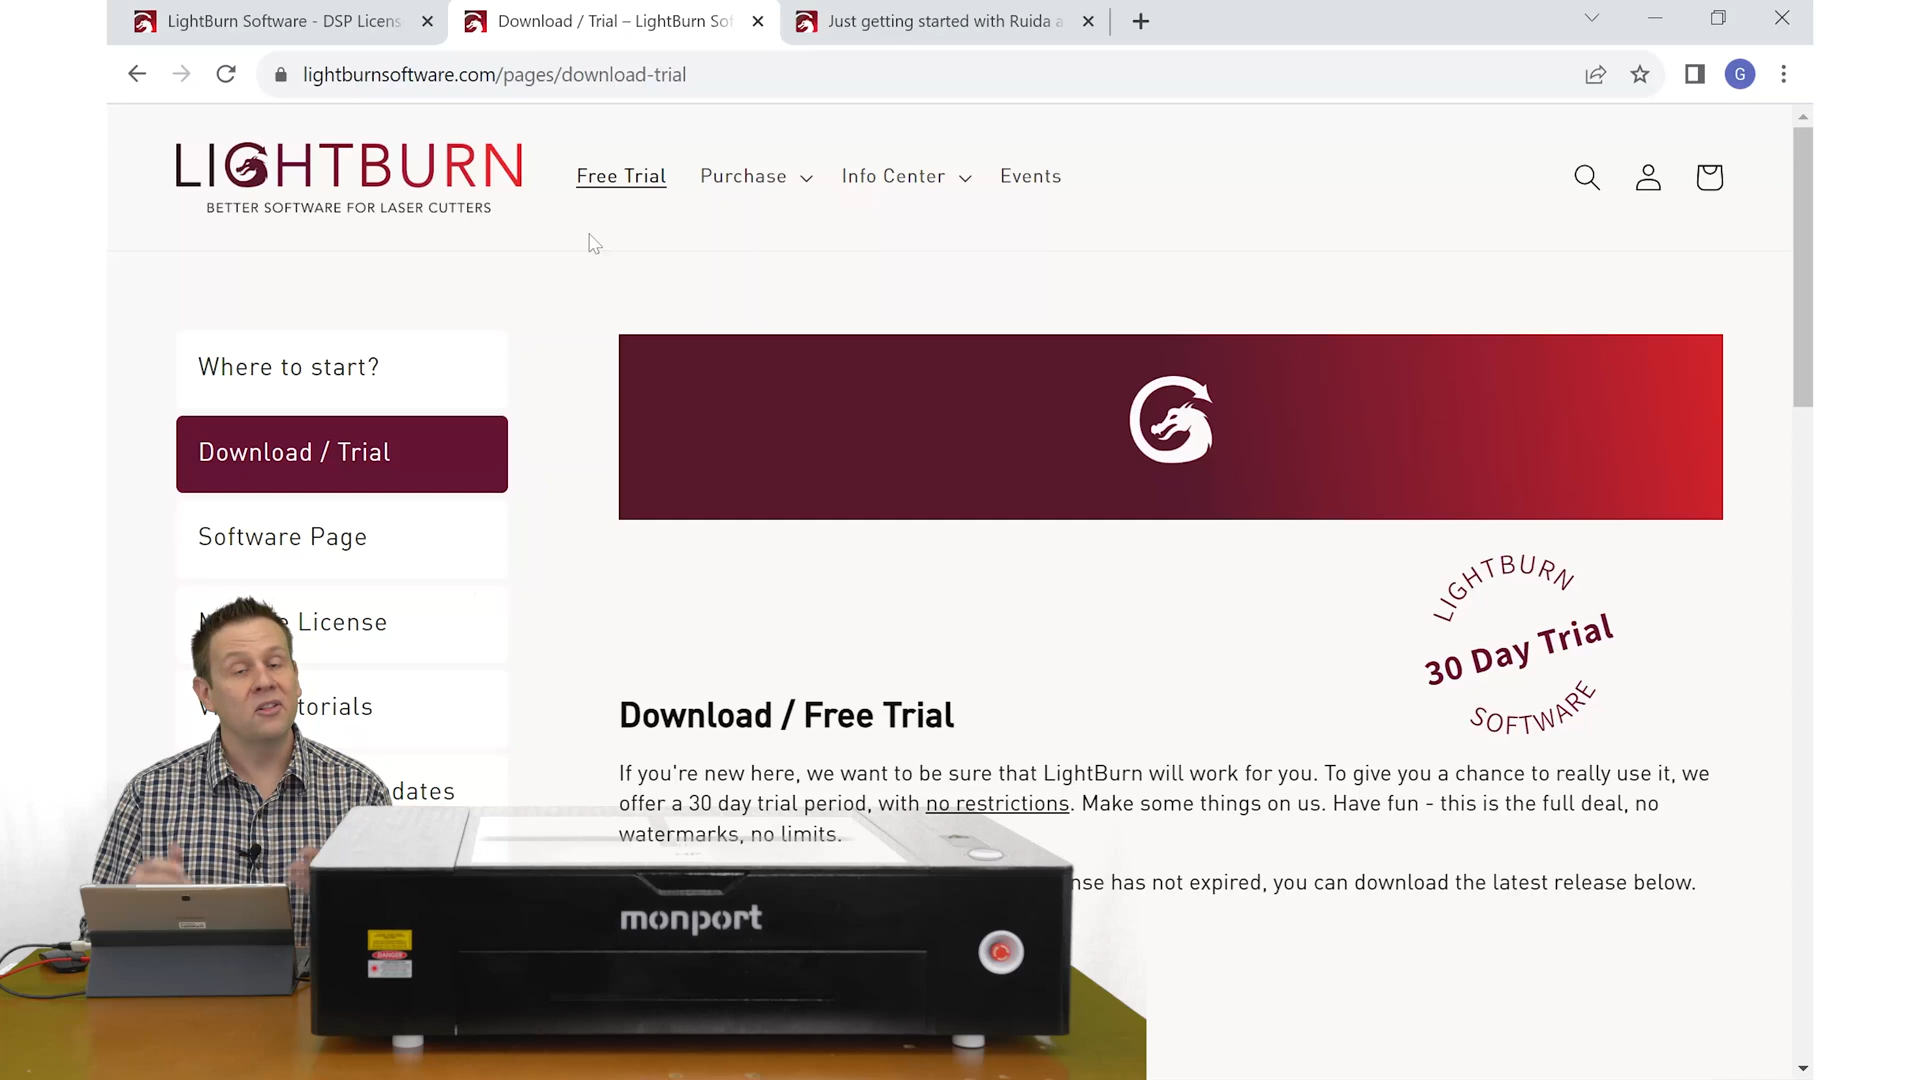 LightBurn Software - DSP Licens
Download / Trial – LightBurn Sof
Just getting started with Ruida a
lightburnsoftware.com/pages/download-trial
G
LIGHTBURN
BETTER SOFTWARE FOR LASER CUTTERS
Free Trial
Purchase
Info Center
Events
Where to start?
Download / Trial
Software Page
License
dates
LIGHTBURN
30 Day Trial
SOFTWARE
Download / Free Trial
If you're new here, we want to be sure that LightBurn will work for you. To give you a chance to really use it, we
offer a 30 day trial period, with no restrictions. Make some things on us. Have fun - this is the full deal, no
watermarks, no limits.
has not expired, you can download the latest release below.
monport
DANGER